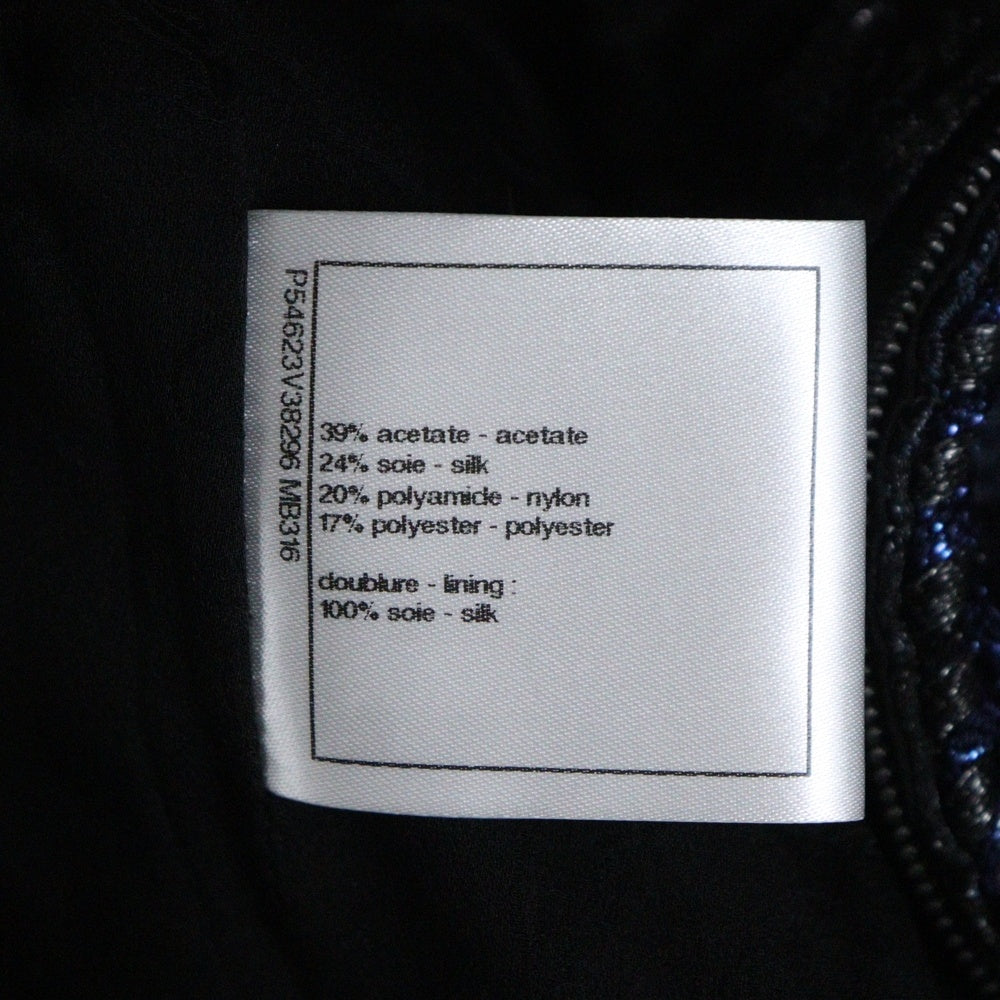 P54623V38296 MB316
39% acetate - acetate
24% soie - silk
20% polyamide - nylon
17% polyester - polyester
doublure - lining :
100% soie - silk